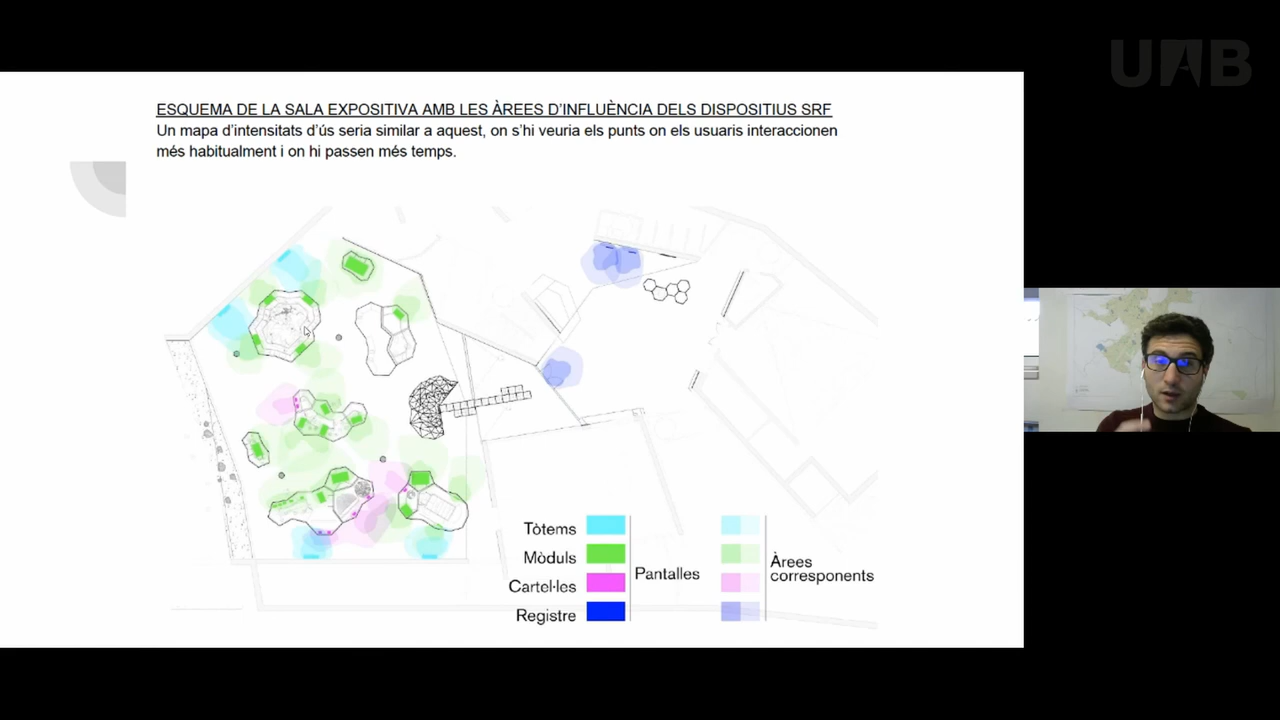 UAB
ESQUEMA DE LA SALA EXPOSITIVA AMB LES ÀREES D'INFLUÈNCIA DELS DISPOSITIUS SRF
Un mapa d'intensitats d'ús seria similar a aquest, on s'hi veuria els punts on els usuaris interaccionen
més habitualment i on hi passen més temps.
Tòtems
Mòduls
Cartel·les
Registre
Pantalles
Àrees
corresponents